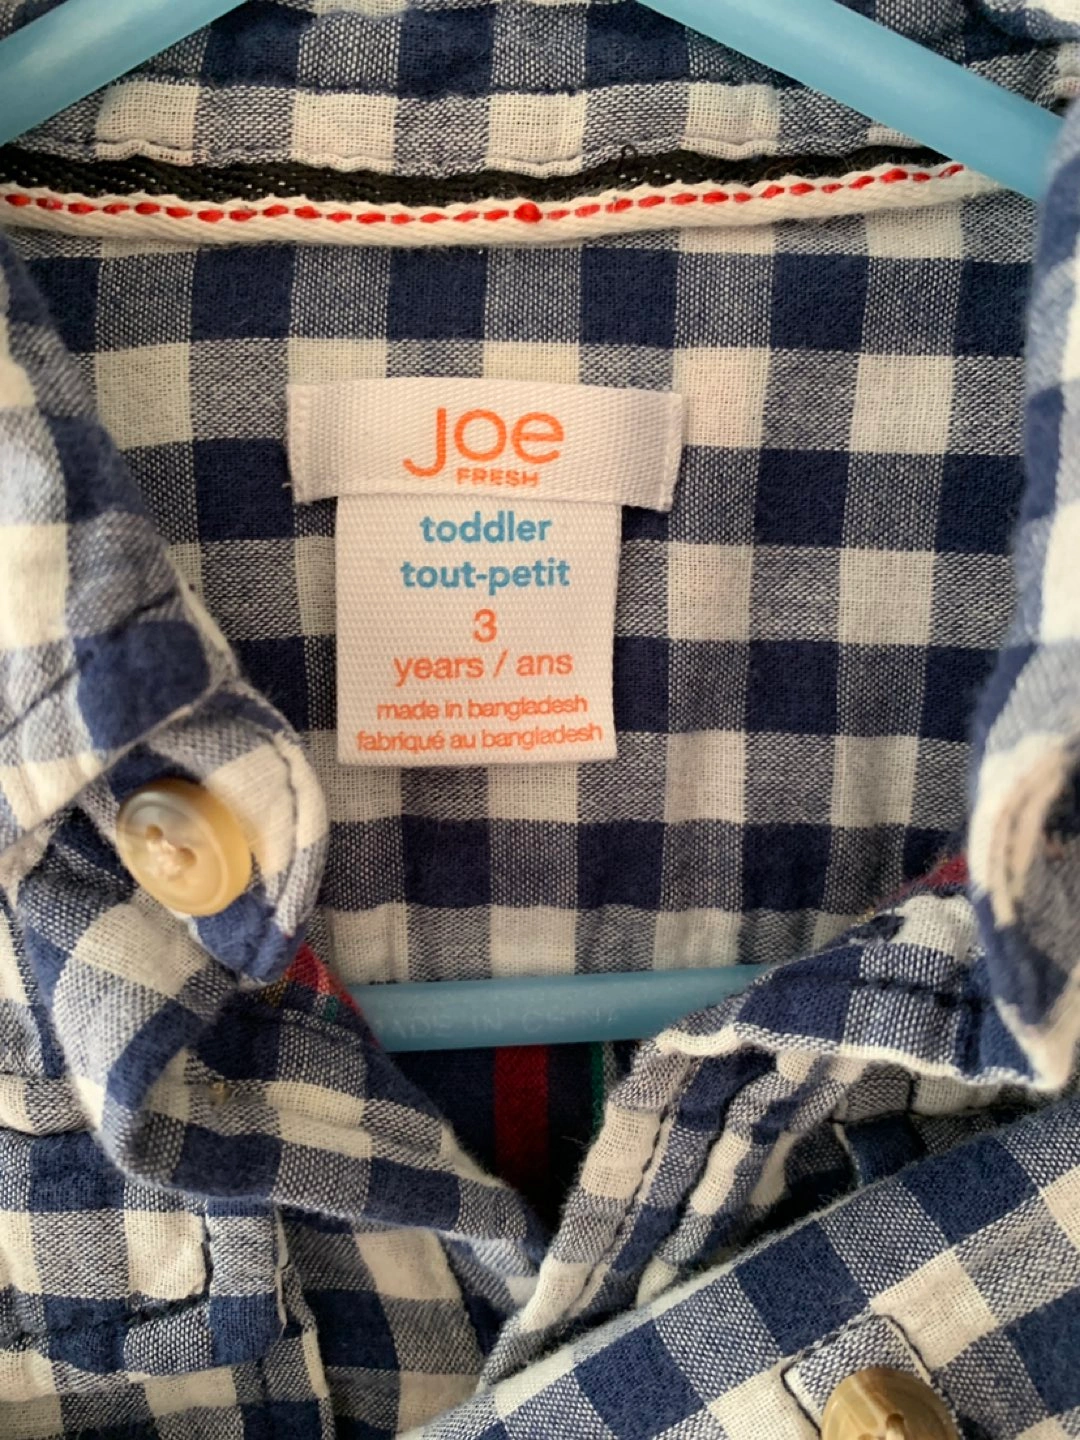 Joe
FRESH
toddler
tout-petit
3
years / ans
made in bangladesh
fabriqué au bangladesh
MADE IN CHINA